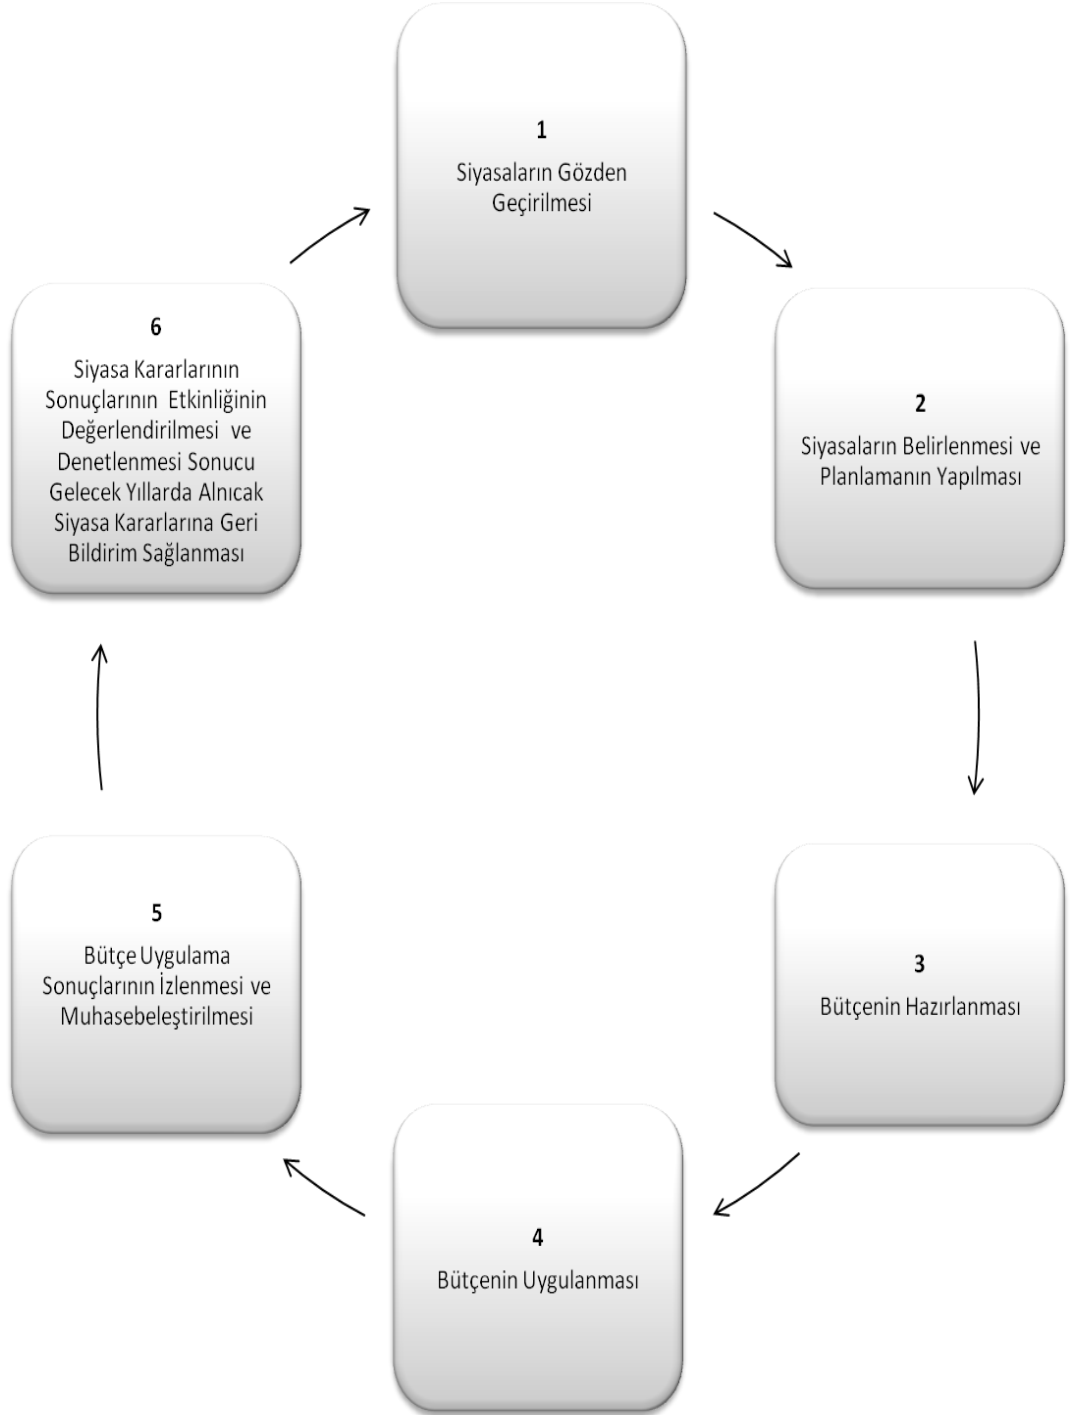 1
Siyasaların Gözden
Geçirilmesi
2
Siyasaların Belirlenmesi ve
Planlamanın Yapılması
3
Bütçenin Hazırlanması
4
Bütçenin Uygulanması
5
Bütçe Uygulama
Sonuçlarının İzlenmesi ve
Muhasebeleştirilmesi
6
Siyasa Kararlarının
Sonuçlarının Etkinliğinin
Değerlendirilmesi ve
Denetlenmesi Sonucu
Gelecek Yıllarda Alnıcak
Siyasa Kararlarına Geri
Bildirim Sağlanması